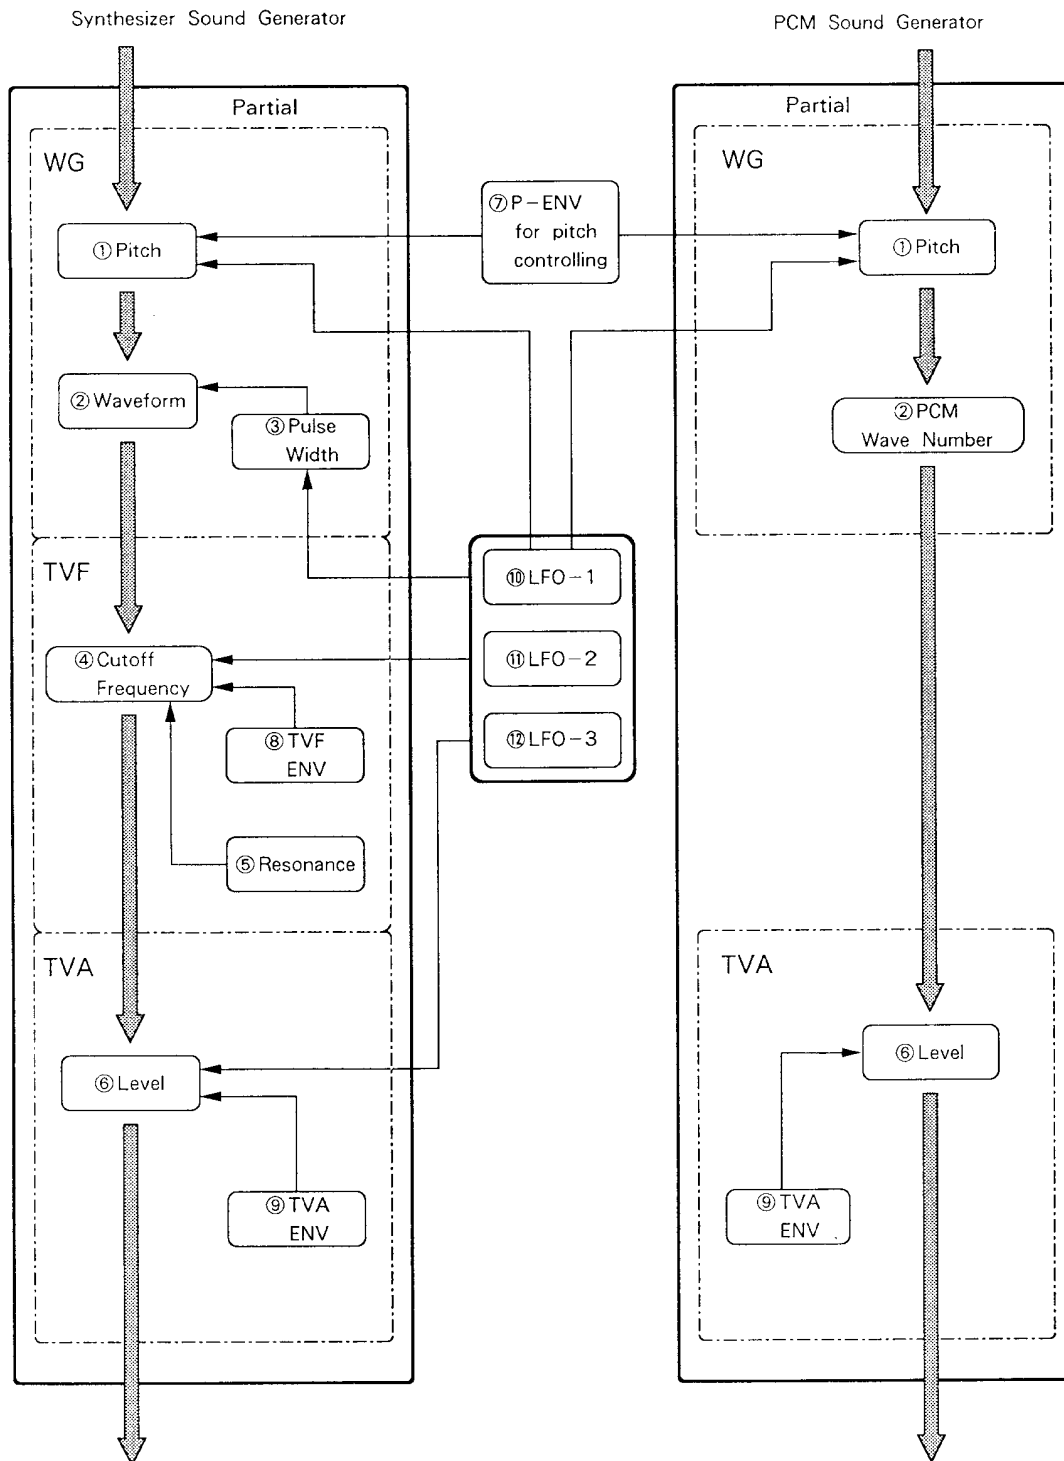 Synthesizer Sound Generator
PCM Sound Generator
Partial
WG
①Pitch
②Waveform
③Pulse
Width
TVF
④Cutoff
Frequency
⑧TVF
ENV
⑤Resonance
TVA
⑥Level
⑨TVA
ENV
⑦P-ENV
for pitch
controlling
⑩LFO-1
⑪LFO-2
⑫LFO-3
Partial
WG
①Pitch
②PCM
Wave Number
TVA
⑥Level
⑨TVA
ENV